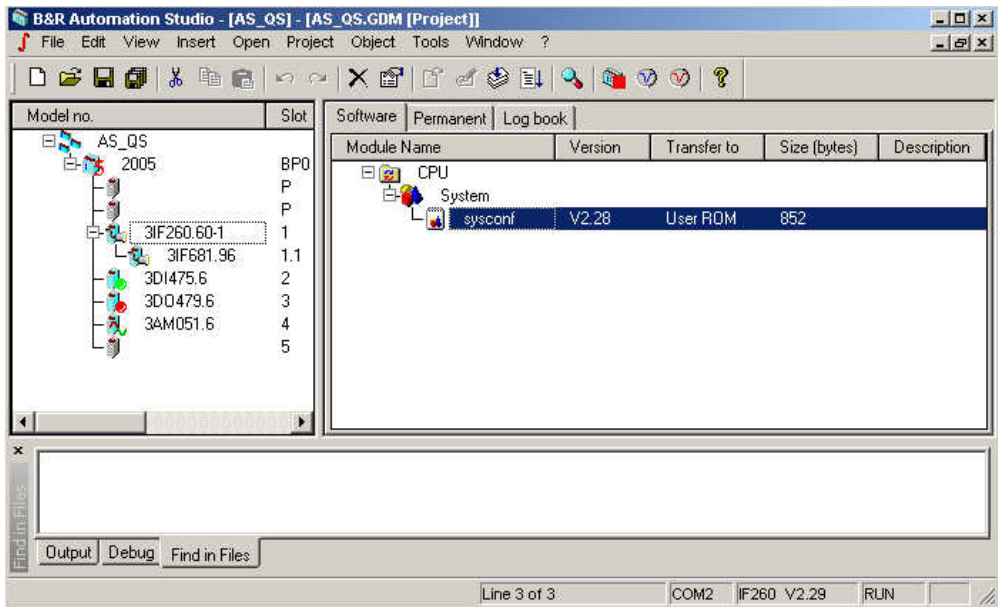 B&R Automation Studio - [AS_QS] - [AS_QS.GDM [Project]]
File Edit View Insert Open Project Object Tools Window ?
Model no. Slot
AS_QS
2005 BP0
P
P
3IF260.60-1 1
3IF681.96 1.1
3DI475.6 2
3DO479.6 3
3AM051.6 4
5
Software Permanent Log book
Module Name Version Transfer to Size (bytes) Description
CPU
System
sysconf V2.28 User ROM 852
Find in Files
Output Debug Find in Files
Line 3 of 3 COM2 IF260 V2.29 RUN